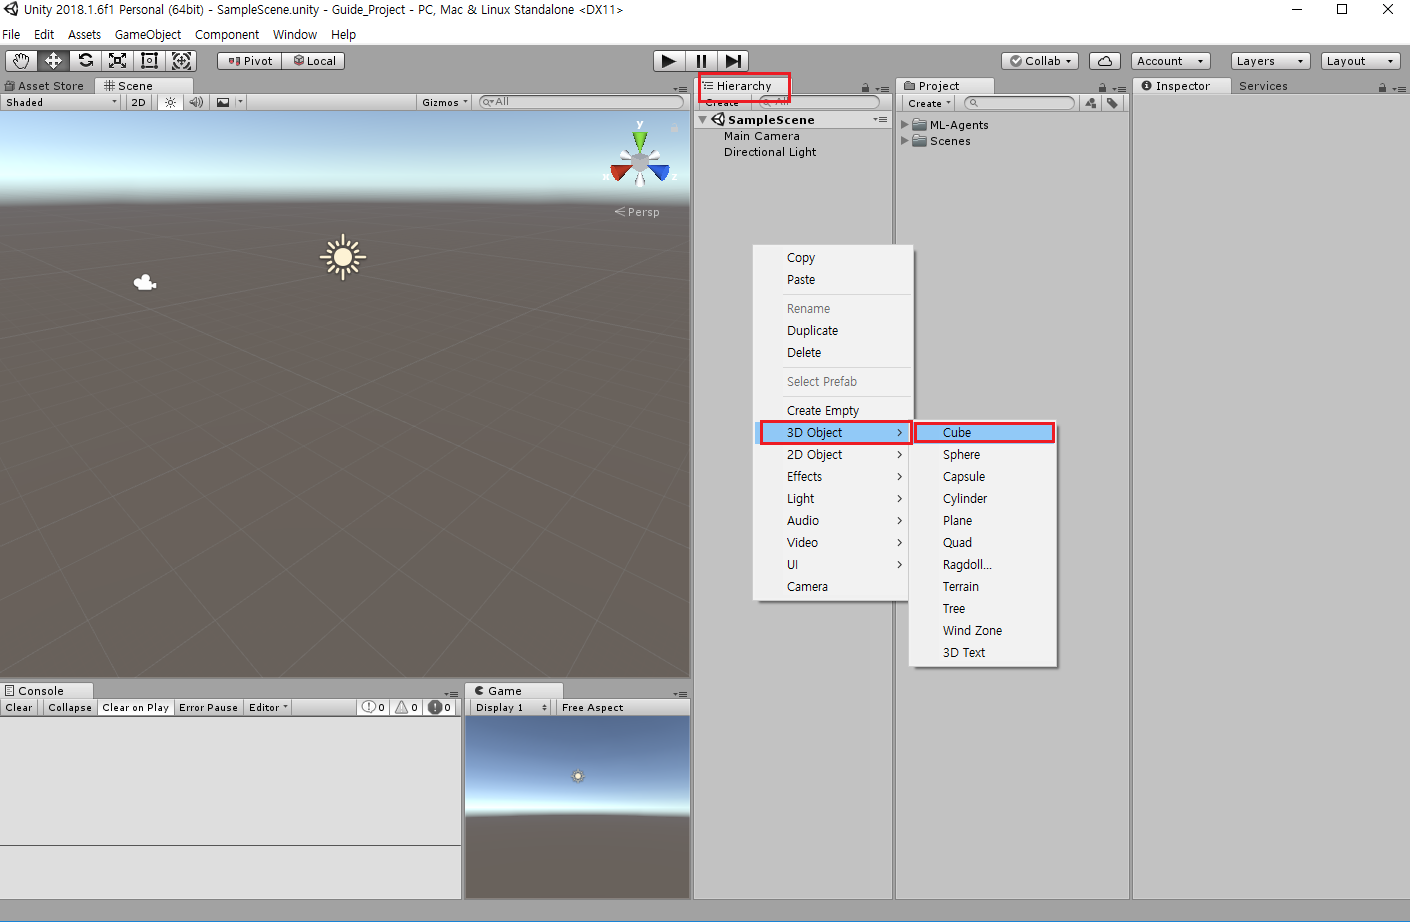 Unity 2018.1.6f1 Personal (64bit) - SampleScene.unity - Guide_Project - PC, Mac & Linux Standalone <DX11>
File Edit Assets GameObject Component Window Help
Pivot Local Collab Account Layers Layout
Asset Store Scene
Shaded 2D Gizmos All
y
x z
Persp
Hierarchy
Create All
SampleScene
Main Camera
Directional Light
Project
Create
ML-Agents
Scenes
Inspector Services
Copy
Paste
Rename
Duplicate
Delete
Select Prefab
Create Empty
3D Object
2D Object
Effects
Light
Audio
Video
UI
Camera
Cube
Sphere
Capsule
Cylinder
Plane
Quad
Ragdoll...
Terrain
Tree
Wind Zone
3D Text
Console
Clear Collapse Clear on Play Error Pause Editor 0 0 0
Game
Display 1 Free Aspect